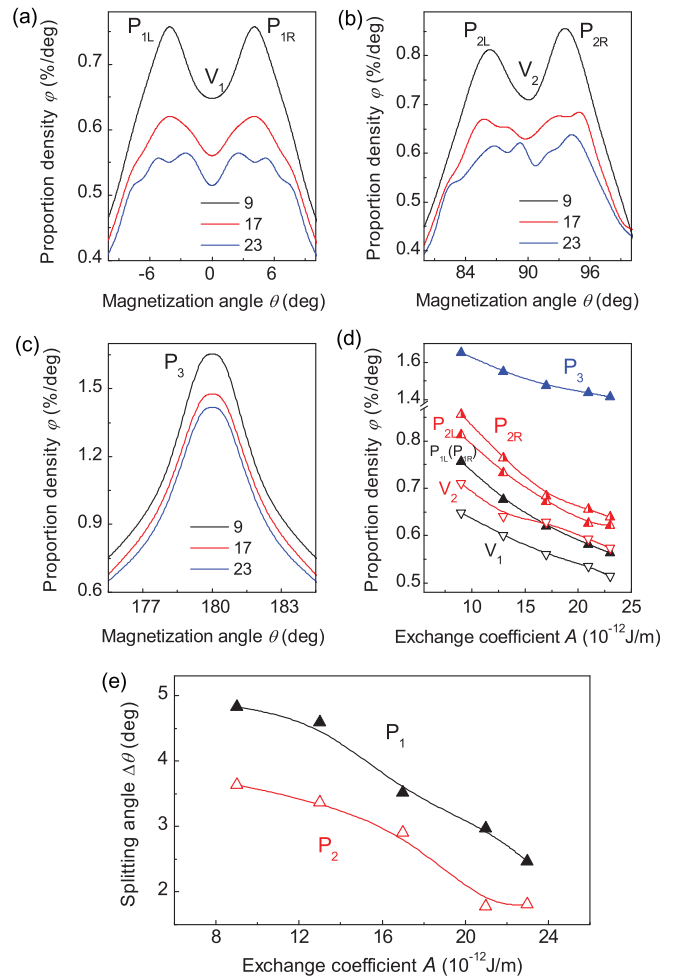 (a)
P1L
P1R
V1
0.7
0.6
0.5
0.4
Proportion density φ (%/deg)
9
17
23
-6
0
6
Magnetization angle θ (deg)
(b)
P2L
P2R
V2
0.9
0.8
0.7
0.6
0.5
0.4
Proportion density φ (%/deg)
9
17
23
84
90
96
Magnetization angle θ (deg)
(c)
P3
1.5
1.2
0.9
0.6
Proportion density φ (%/deg)
9
17
23
177
180
183
Magnetization angle θ (deg)
(d)
P3
P2L
P2R
P1L(P1R)
V2
V1
1.6
1.4
0.8
0.7
0.6
0.5
Proportion density φ (%/deg)
10
15
20
25
Exchange coefficient A (10⁻¹²J/m)
(e)
P1
P2
5
4
3
2
Splitting angle Δθ (deg)
8
12
16
20
24
Exchange coefficient A (10⁻¹²J/m)